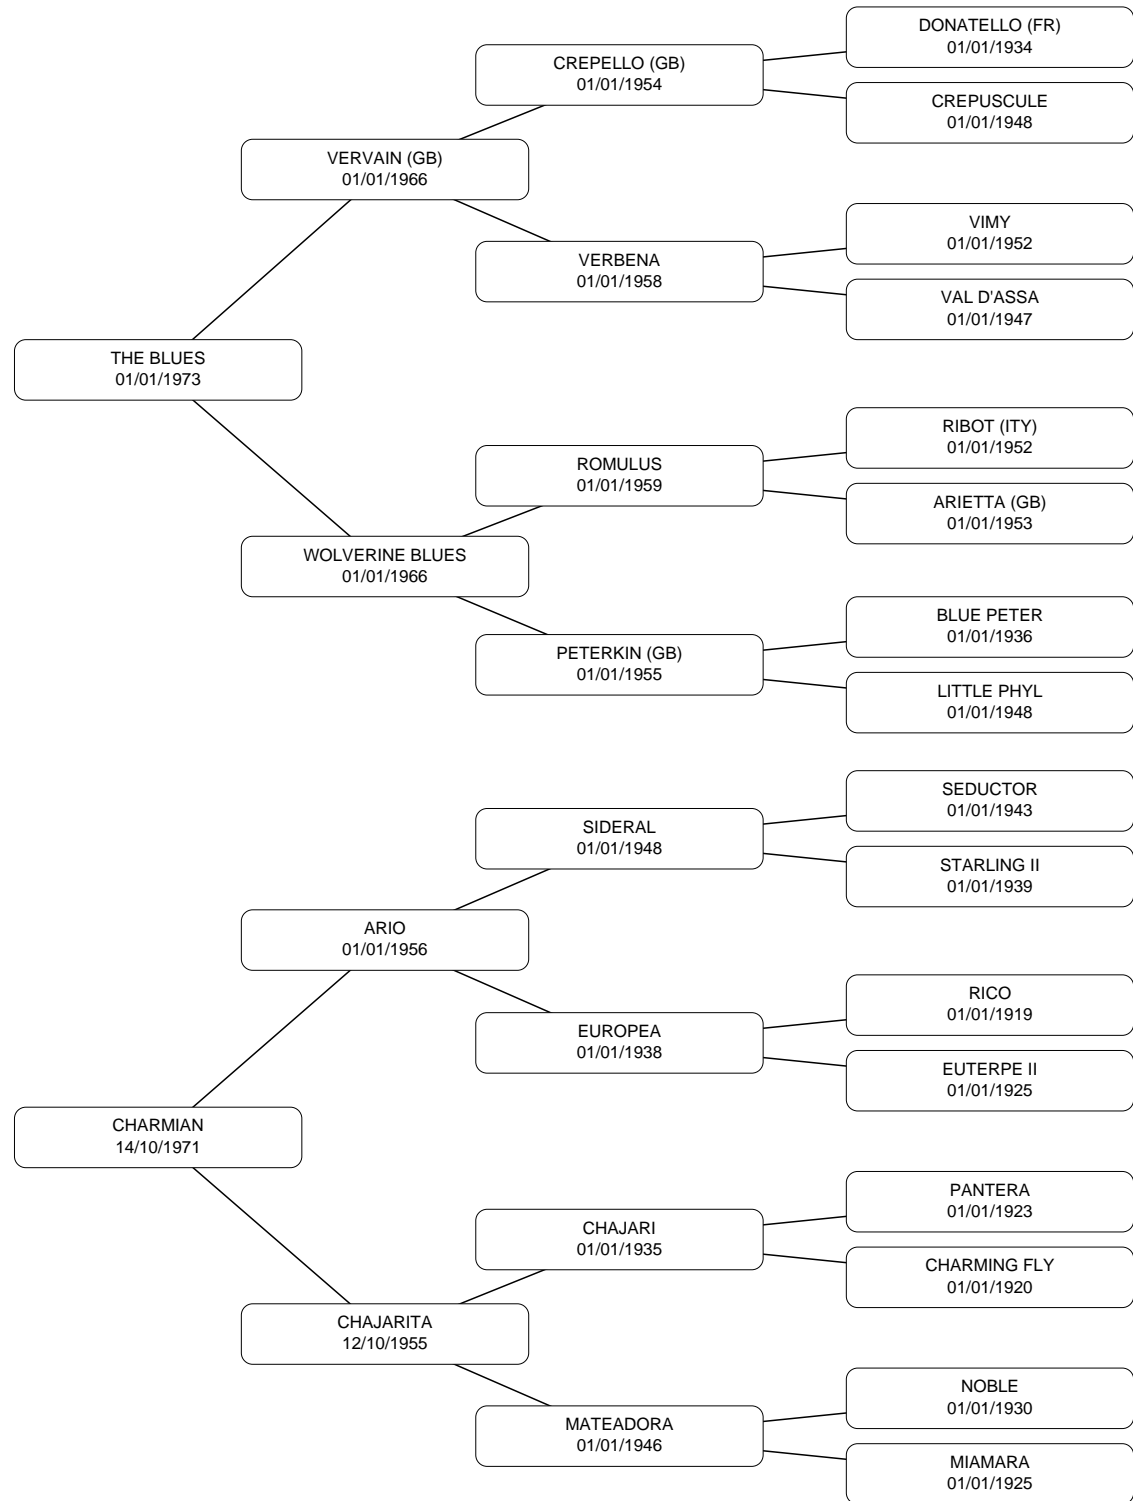 DONATELLO (FR)
01/01/1934
CREPELLO (GB)
01/01/1954
CREPUSCULE
01/01/1948
VERVAIN (GB)
01/01/1966
VIMY
01/01/1952
VERBENA
01/01/1958
VAL D'ASSA
01/01/1947
THE BLUES
01/01/1973
RIBOT (ITY)
01/01/1952
ROMULUS
01/01/1959
ARIETTA (GB)
01/01/1953
WOLVERINE BLUES
01/01/1966
BLUE PETER
01/01/1936
PETERKIN (GB)
01/01/1955
LITTLE PHYL
01/01/1948
SEDUCTOR
01/01/1943
SIDERAL
01/01/1948
STARLING II
01/01/1939
ARIO
01/01/1956
RICO
01/01/1919
EUROPEA
01/01/1938
EUTERPE II
01/01/1925
CHARMIAN
14/10/1971
PANTERA
01/01/1923
CHAJARI
01/01/1935
CHARMING FLY
01/01/1920
CHAJARITA
12/10/1955
NOBLE
01/01/1930
MATEADORA
01/01/1946
MIAMARA
01/01/1925